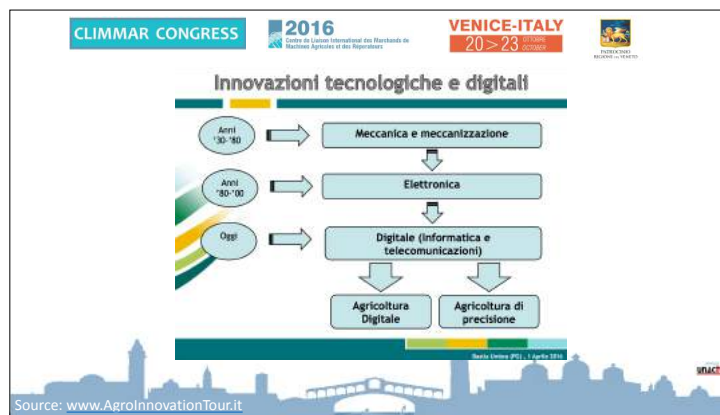 CLIMMAR CONGRESS
2016
Centre de Liaison International des Marchands de
Machines Agricoles et des Réparateurs
VENICE-ITALY
20>23 OTTOBRE
OCTOBER
PATROCINIO
REGIONE DEL VENETO
Innovazioni tecnologiche e digitali
Anni
'30-'80
Meccanica e meccanizzazione
Anni
'80-'00
Elettronica
Oggi
Digitale (informatica e
telecomunicazioni)
Agricoltura
Digitale
Agricoltura di
precisione
Bastia Umbra (PG), 1 Aprile 2016
Source: www.AgroInnovationTour.it